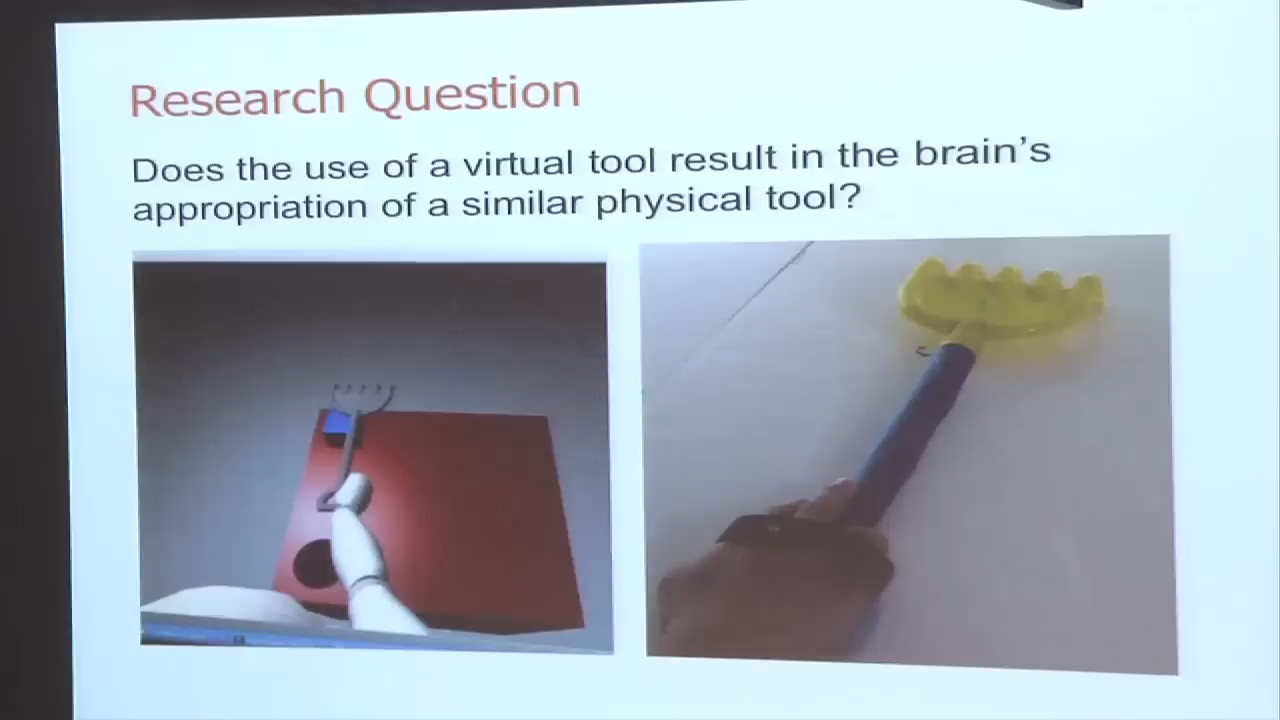 Research Question
Does the use of a virtual tool result in the brain’s
appropriation of a similar physical tool?